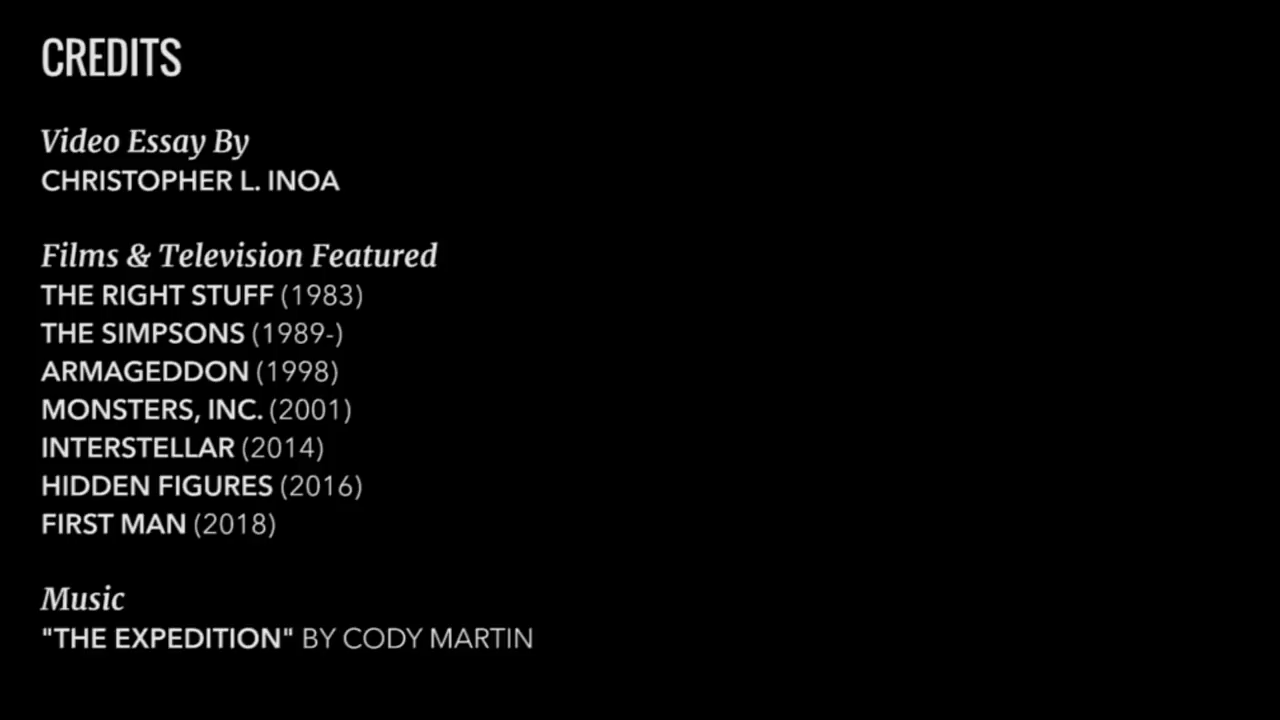 CREDITS
Video Essay By
CHRISTOPHER L. INOA
Films & Television Featured
THE RIGHT STUFF (1983)
THE SIMPSONS (1989-)
ARMAGEDDON (1998)
MONSTERS, INC. (2001)
INTERSTELLAR (2014)
HIDDEN FIGURES (2016)
FIRST MAN (2018)
Music
"THE EXPEDITION" BY CODY MARTIN